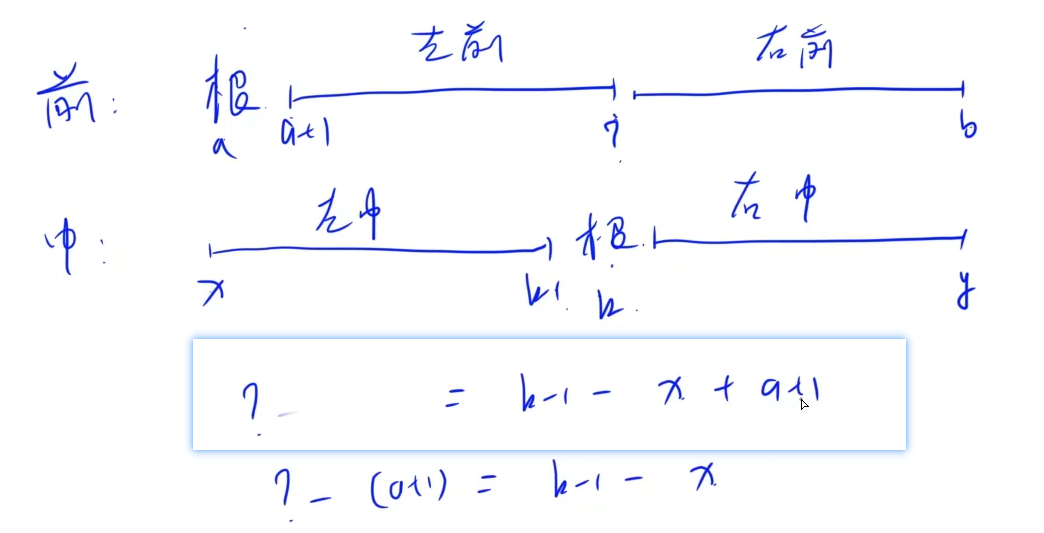 左前 右前
前: 根
a a+1 ? b
左中 右中
中: 根
x k-1 k y
? - = k-1 - x + a+1
? - (a+1) = k-1 - x